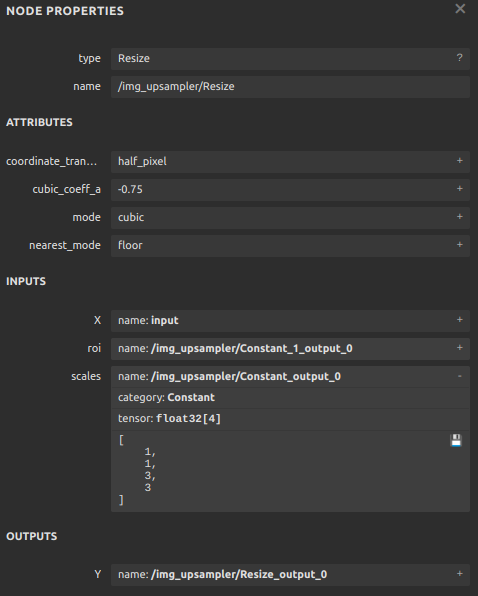 NODE PROPERTIES ×
type Resize ?
name /img_upsampler/Resize
ATTRIBUTES
coordinate_tran... half_pixel +
cubic_coeff_a -0.75 +
mode cubic +
nearest_mode floor +
INPUTS
X name: input +
roi name: /img_upsampler/Constant_1_output_0 +
scales name: /img_upsampler/Constant_output_0 -
category: Constant
tensor: float32[4]
[
1,
1,
3,
3
]
OUTPUTS
Y name: /img_upsampler/Resize_output_0 +